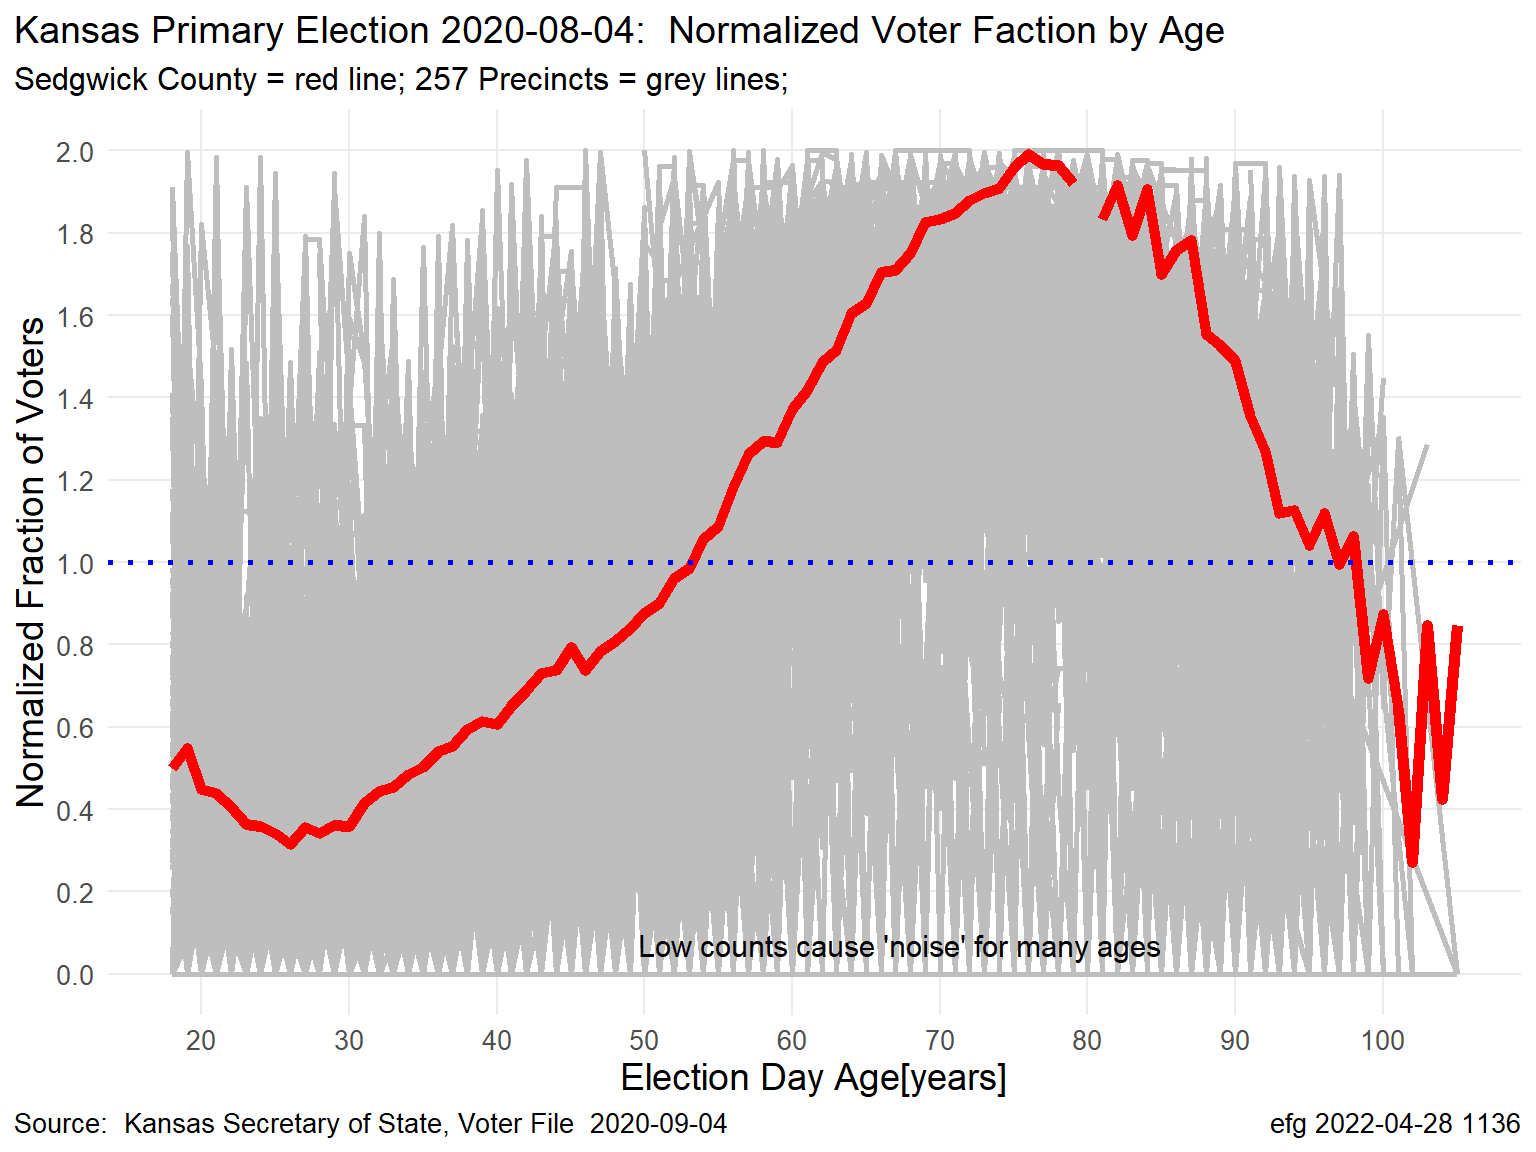 Kansas Primary Election 2020-08-04:  Normalized Voter Faction by Age
Sedgwick County = red line; 257 Precincts = grey lines;
Normalized Fraction of Voters
2.0
1.8
1.6
1.4
1.2
1.0
0.8
0.6
0.4
0.2
0.0
Low counts cause 'noise' for many ages
20 30 40 50 60 70 80 90 100
Election Day Age[years]
Source:  Kansas Secretary of State, Voter File  2020-09-04
efg 2022-04-28 1136